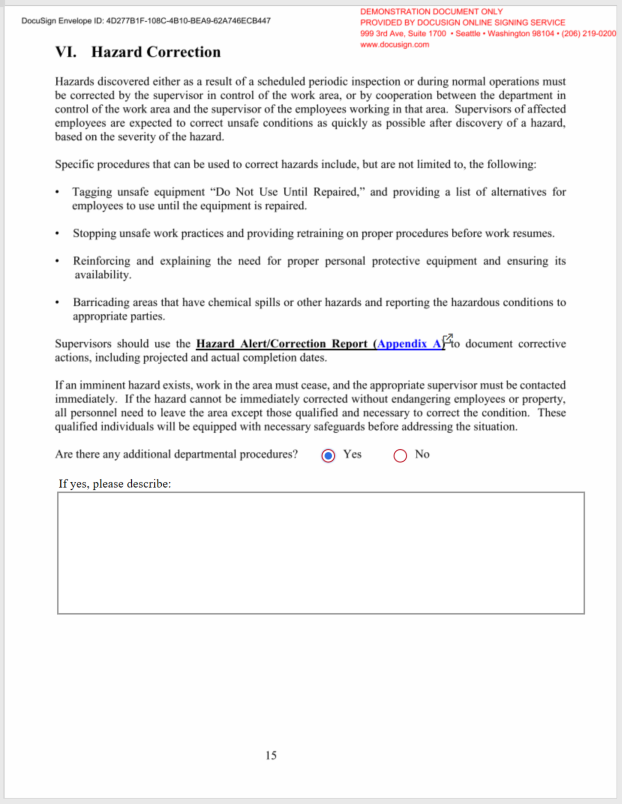 DocuSign Envelope ID: 4D277B1F-108C-4B10-BEA9-62A746ECB447
DEMONSTRATION DOCUMENT ONLY
PROVIDED BY DOCUSIGN ONLINE SIGNING SERVICE
999 3rd Ave, Suite 1700 • Seattle • Washington 98104 • (206) 219-0200
www.docusign.com
VI. Hazard Correction
Hazards discovered either as a result of a scheduled periodic inspection or during normal operations must
be corrected by the supervisor in control of the work area, or by cooperation between the department in
control of the work area and the supervisor of the employees working in that area. Supervisors of affected
employees are expected to correct unsafe conditions as quickly as possible after discovery of a hazard,
based on the severity of the hazard.
Specific procedures that can be used to correct hazards include, but are not limited to, the following:
• Tagging unsafe equipment “Do Not Use Until Repaired,” and providing a list of alternatives for
employees to use until the equipment is repaired.
• Stopping unsafe work practices and providing retraining on proper procedures before work resumes.
• Reinforcing and explaining the need for proper personal protective equipment and ensuring its
availability.
• Barricading areas that have chemical spills or other hazards and reporting the hazardous conditions to
appropriate parties.
Supervisors should use the Hazard Alert/Correction Report (Appendix A) to document corrective
actions, including projected and actual completion dates.
If an imminent hazard exists, work in the area must cease, and the appropriate supervisor must be contacted
immediately. If the hazard cannot be immediately corrected without endangering employees or property,
all personnel need to leave the area except those qualified and necessary to correct the condition. These
qualified individuals will be equipped with necessary safeguards before addressing the situation.
Are there any additional departmental procedures? Yes No
If yes, please describe:
15